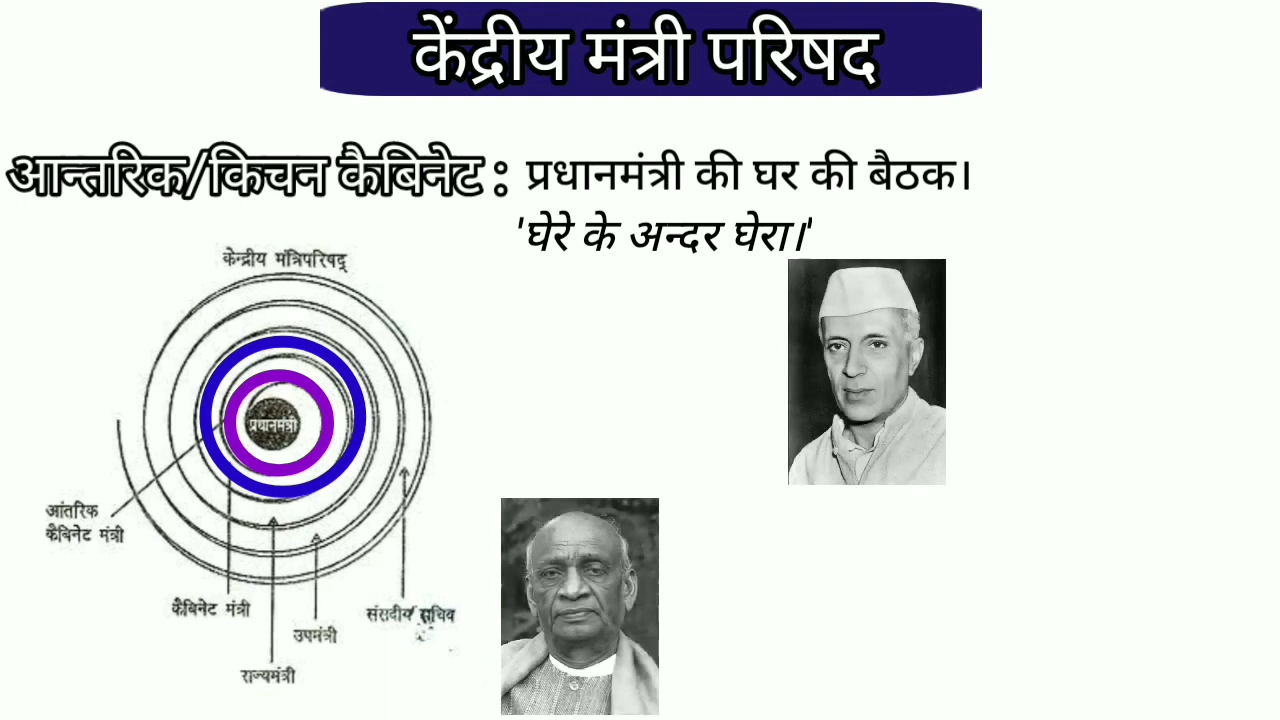 केंद्रीय मंत्री परिषद
आन्तरिक/किचन कैबिनेट : प्रधानमंत्री की घर की बैठक।
'घेरे के अन्दर घेरा।'
केन्द्रीय मंत्रिपरिषद्
प्रधानमंत्री
आंतरिक
कैबिनेट मंत्री
कैबिनेट मंत्री
संसदीय सचिव
उपमंत्री
राज्यमंत्री